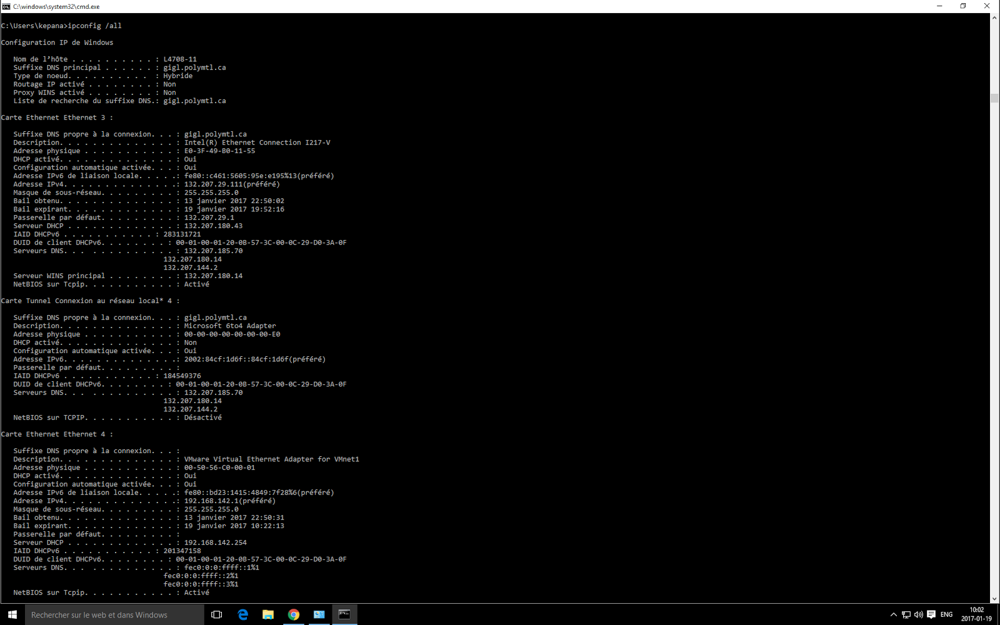 C:\windows\system32\cmd.exe
C:\Users\kepana>ipconfig /all
Configuration IP de Windows
Nom de l’hôte . . . . . . . . . . : L4708-11
Suffixe DNS principal . . . . . . : gigl.polymtl.ca
Type de noeud. . . . . . . . . .  : Hybride
Routage IP activé . . . . . . . . : Non
Proxy WINS activé . . . . . . . . : Non
Liste de recherche du suffixe DNS.: gigl.polymtl.ca
Carte Ethernet Ethernet 3 :
Suffixe DNS propre à la connexion. . . : gigl.polymtl.ca
Description. . . . . . . . . . . . . . : Intel(R) Ethernet Connection I217-V
Adresse physique . . . . . . . . . . . : E0-3F-49-B0-11-55
DHCP activé. . . . . . . . . . . . . . : Oui
Configuration automatique activée. . . : Oui
Adresse IPv6 de liaison locale. . . . .: fe80::c461:5605:95e:e195%13(préféré)
Adresse IPv4. . . . . . . . . . . . . .: 132.207.29.111(préféré)
Masque de sous-réseau. . . . . . . . . : 255.255.255.0
Bail obtenu. . . . . . . . . . . . . . : 13 janvier 2017 22:50:02
Bail expirant. . . . . . . . . . . . . : 19 janvier 2017 19:52:16
Passerelle par défaut. . . . . . . . . : 132.207.29.1
Serveur DHCP . . . . . . . . . . . . . : 132.207.180.43
IAID DHCPv6 . . . . . . . . . . . : 283131721
DUID de client DHCPv6. . . . . . . . : 00-01-00-01-20-0B-57-3C-00-0C-29-D0-3A-0F
Serveurs DNS. . .  . . . . . . . . . . : 132.207.185.70
132.207.180.14
132.207.144.2
Serveur WINS principal . . . . . . . . : 132.207.180.14
NetBIOS sur Tcpip. . . . . . . . . . . : Activé
Carte Tunnel Connexion au réseau local* 4 :
Suffixe DNS propre à la connexion. . . : gigl.polymtl.ca
Description. . . . . . . . . . . . . . : Microsoft 6to4 Adapter
Adresse physique . . . . . . . . . . . : 00-00-00-00-00-00-00-E0
DHCP activé. . . . . . . . . . . . . . : Non
Configuration automatique activée. . . : Oui
Adresse IPv6. . . . . . . . . . . . . .: 2002:84cf:1d6f::84cf:1d6f(préféré)
Passerelle par défaut. . . . . . . . . :
IAID DHCPv6 . . . . . . . . . . . : 184549376
DUID de client DHCPv6. . . . . . . . : 00-01-00-01-20-0B-57-3C-00-0C-29-D0-3A-0F
Serveurs DNS. . .  . . . . . . . . . . : 132.207.185.70
132.207.180.14
132.207.144.2
NetBIOS sur TCPIP. . . . . . . . . . . : Désactivé
Carte Ethernet Ethernet 4 :
Suffixe DNS propre à la connexion. . . :
Description. . . . . . . . . . . . . . : VMware Virtual Ethernet Adapter for VMnet1
Adresse physique . . . . . . . . . . . : 00-50-56-C0-00-01
DHCP activé. . . . . . . . . . . . . . : Oui
Configuration automatique activée. . . : Oui
Adresse IPv6 de liaison locale. . . . .: fe80::bd23:1415:4849:7f28%6(préféré)
Adresse IPv4. . . . . . . . . . . . . .: 192.168.142.1(préféré)
Masque de sous-réseau. . . . . . . . . : 255.255.255.0
Bail obtenu. . . . . . . . . . . . . . : 13 janvier 2017 22:50:31
Bail expirant. . . . . . . . . . . . . : 19 janvier 2017 10:22:13
Passerelle par défaut. . . . . . . . . :
Serveur DHCP . . . . . . . . . . . . . : 192.168.142.254
IAID DHCPv6 . . . . . . . . . . . : 201347158
DUID de client DHCPv6. . . . . . . . : 00-01-00-01-20-0B-57-3C-00-0C-29-D0-3A-0F
Serveurs DNS. . .  . . . . . . . . . . : fec0:0:0:ffff::1%1
fec0:0:0:ffff::2%1
fec0:0:0:ffff::3%1
NetBIOS sur Tcpip. . . . . . . . . . . : Activé
Rechercher sur le web et dans Windows
ENG
10:02
2017-01-19